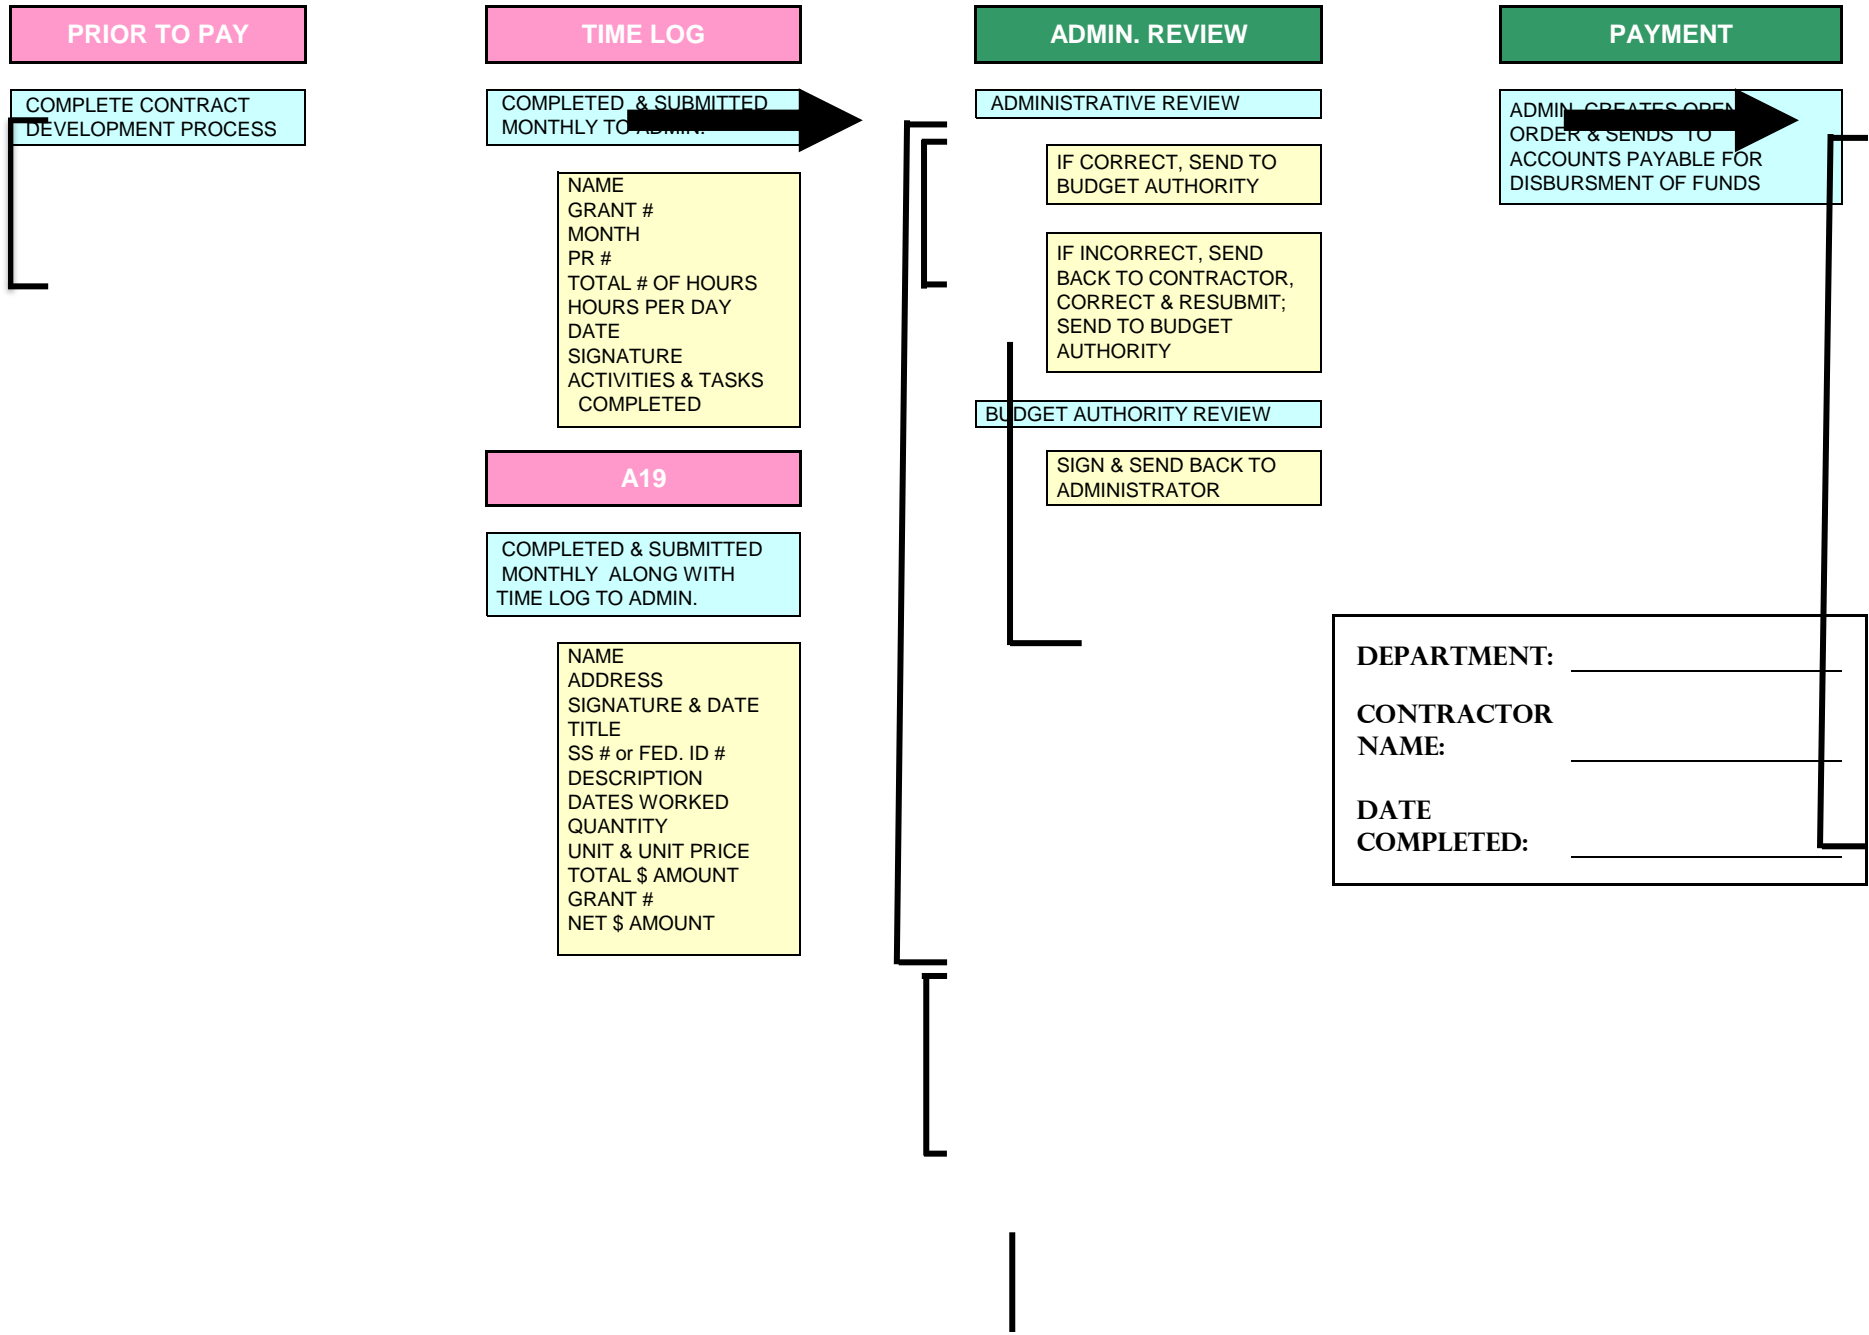 PRIOR TO PAY
COMPLETE CONTRACT
DEVELOPMENT PROCESS
TIME LOG
COMPLETED & SUBMITTED
MONTHLY TO ADMIN.
NAME
GRANT #
MONTH
PR #
TOTAL # OF HOURS
HOURS PER DAY
DATE
SIGNATURE
ACTIVITIES & TASKS
COMPLETED
A19
COMPLETED & SUBMITTED
MONTHLY ALONG WITH
TIME LOG TO ADMIN.
NAME
ADDRESS
SIGNATURE & DATE
TITLE
SS # or FED. ID #
DESCRIPTION
DATES WORKED
QUANTITY
UNIT & UNIT PRICE
TOTAL $ AMOUNT
GRANT #
NET $ AMOUNT
ADMIN. REVIEW
ADMINISTRATIVE REVIEW
IF CORRECT, SEND TO
BUDGET AUTHORITY
IF INCORRECT, SEND
BACK TO CONTRACTOR,
CORRECT & RESUBMIT;
SEND TO BUDGET
AUTHORITY
BUDGET AUTHORITY REVIEW
SIGN & SEND BACK TO
ADMINISTRATOR
PAYMENT
ADMIN. CREATES OPEN
ORDER & SENDS TO
ACCOUNTS PAYABLE FOR
DISBURSMENT OF FUNDS
DEPARTMENT:
CONTRACTOR
NAME:
DATE
COMPLETED: